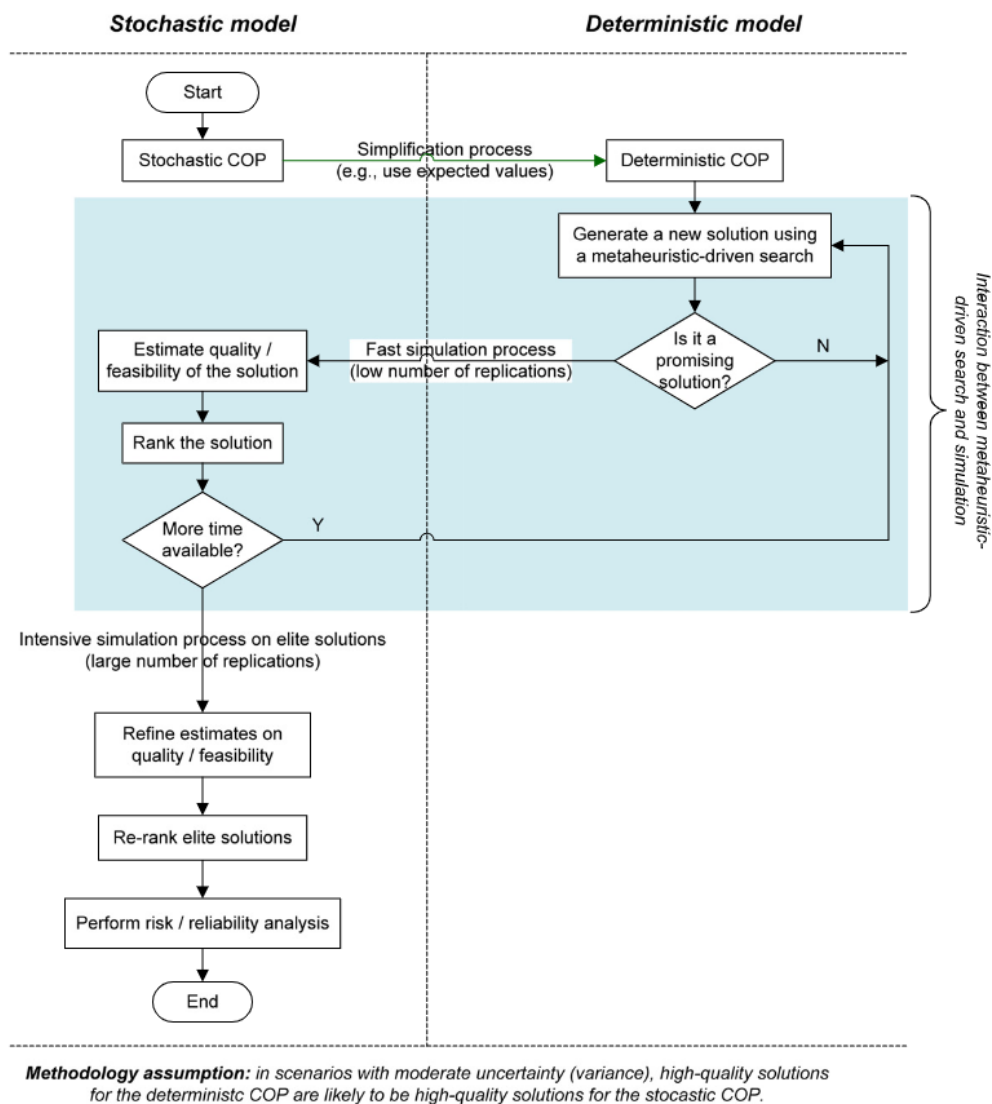 Stochastic model
Deterministic model
Start
Stochastic COP
Simplification process
(e.g., use expected values)
Deterministic COP
Generate a new solution using
a metaheuristic-driven search
Is it a
promising
solution?
N
Fast simulation process
(low number of replications)
Estimate quality /
feasibility of the solution
Rank the solution
More time
available?
Y
Interaction between metaheuristic-
driven search and simulation
Intensive simulation process on elite solutions
(large number of replications)
Refine estimates on
quality / feasibility
Re-rank elite solutions
Perform risk / reliability analysis
End
Methodology assumption: in scenarios with moderate uncertainty (variance), high-quality solutions
for the deterministc COP are likely to be high-quality solutions for the stocastic COP.